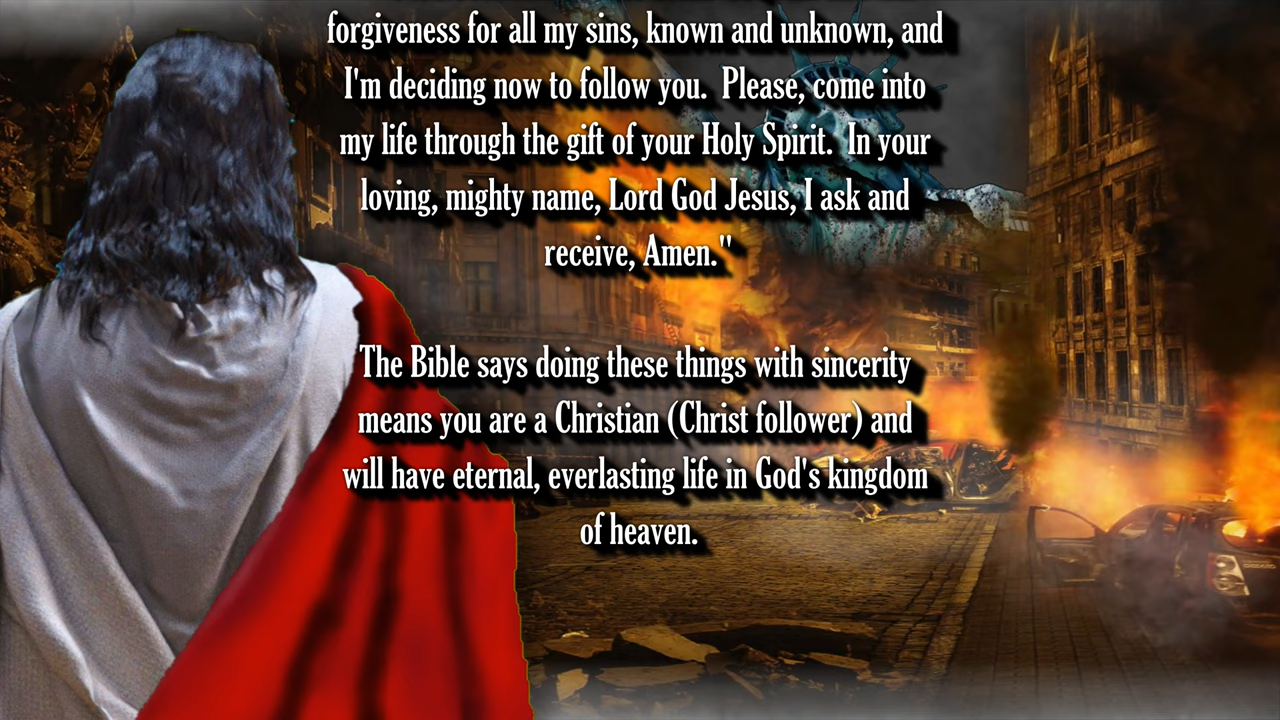 forgiveness for all my sins, known and unknown, and
I'm deciding now to follow you.  Please, come into
my life through the gift of your Holy Spirit.  In your
loving, mighty name, Lord God Jesus, I ask and
receive, Amen."
The Bible says doing these things with sincerity
means you are a Christian (Christ follower) and
will have eternal, everlasting life in God's kingdom
of heaven.